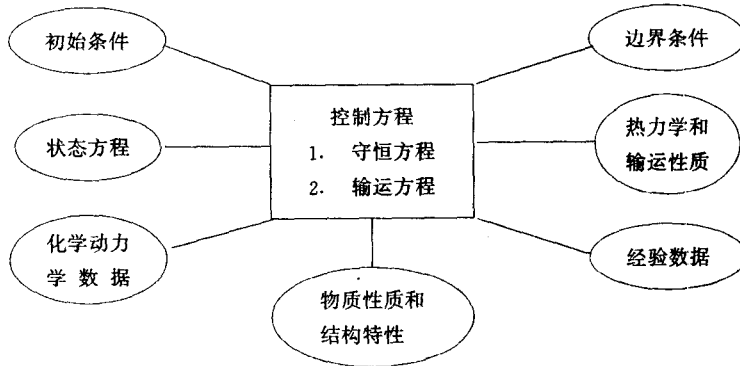 初始条件
边界条件
控制方程
1. 守恒方程
2. 输运方程
状态方程
热力学和
输运性质
化学动力
学 数 据
经验数据
物质性质和
结构特性